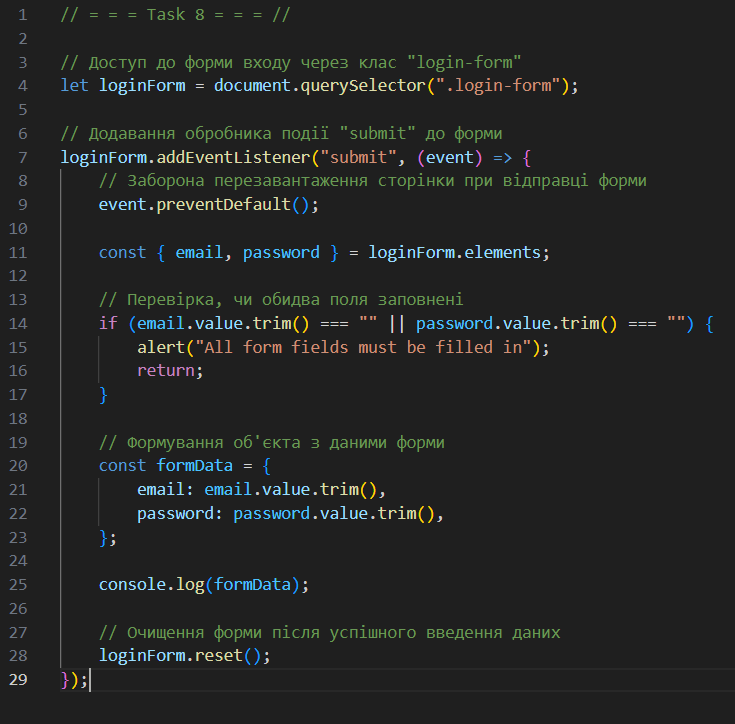 1 // = = = Task 8 = = = //
2
3 // Доступ до форми входу через клас "login-form"
4 let loginForm = document.querySelector(".login-form");
5
6 // Додавання обробника події "submit" до форми
7 loginForm.addEventListener("submit", (event) => {
8 // Заборона перезавантаження сторінки при відправці форми
9 event.preventDefault();
10
11 const { email, password } = loginForm.elements;
12
13 // Перевірка, чи обидва поля заповнені
14 if (email.value.trim() === "" || password.value.trim() === "") {
15 alert("All form fields must be filled in");
16 return;
17 }
18
19 // Формування об'єкта з даними форми
20 const formData = {
21 email: email.value.trim(),
22 password: password.value.trim(),
23 };
24
25 console.log(formData);
26
27 // Очищення форми після успішного введення даних
28 loginForm.reset();
29 });